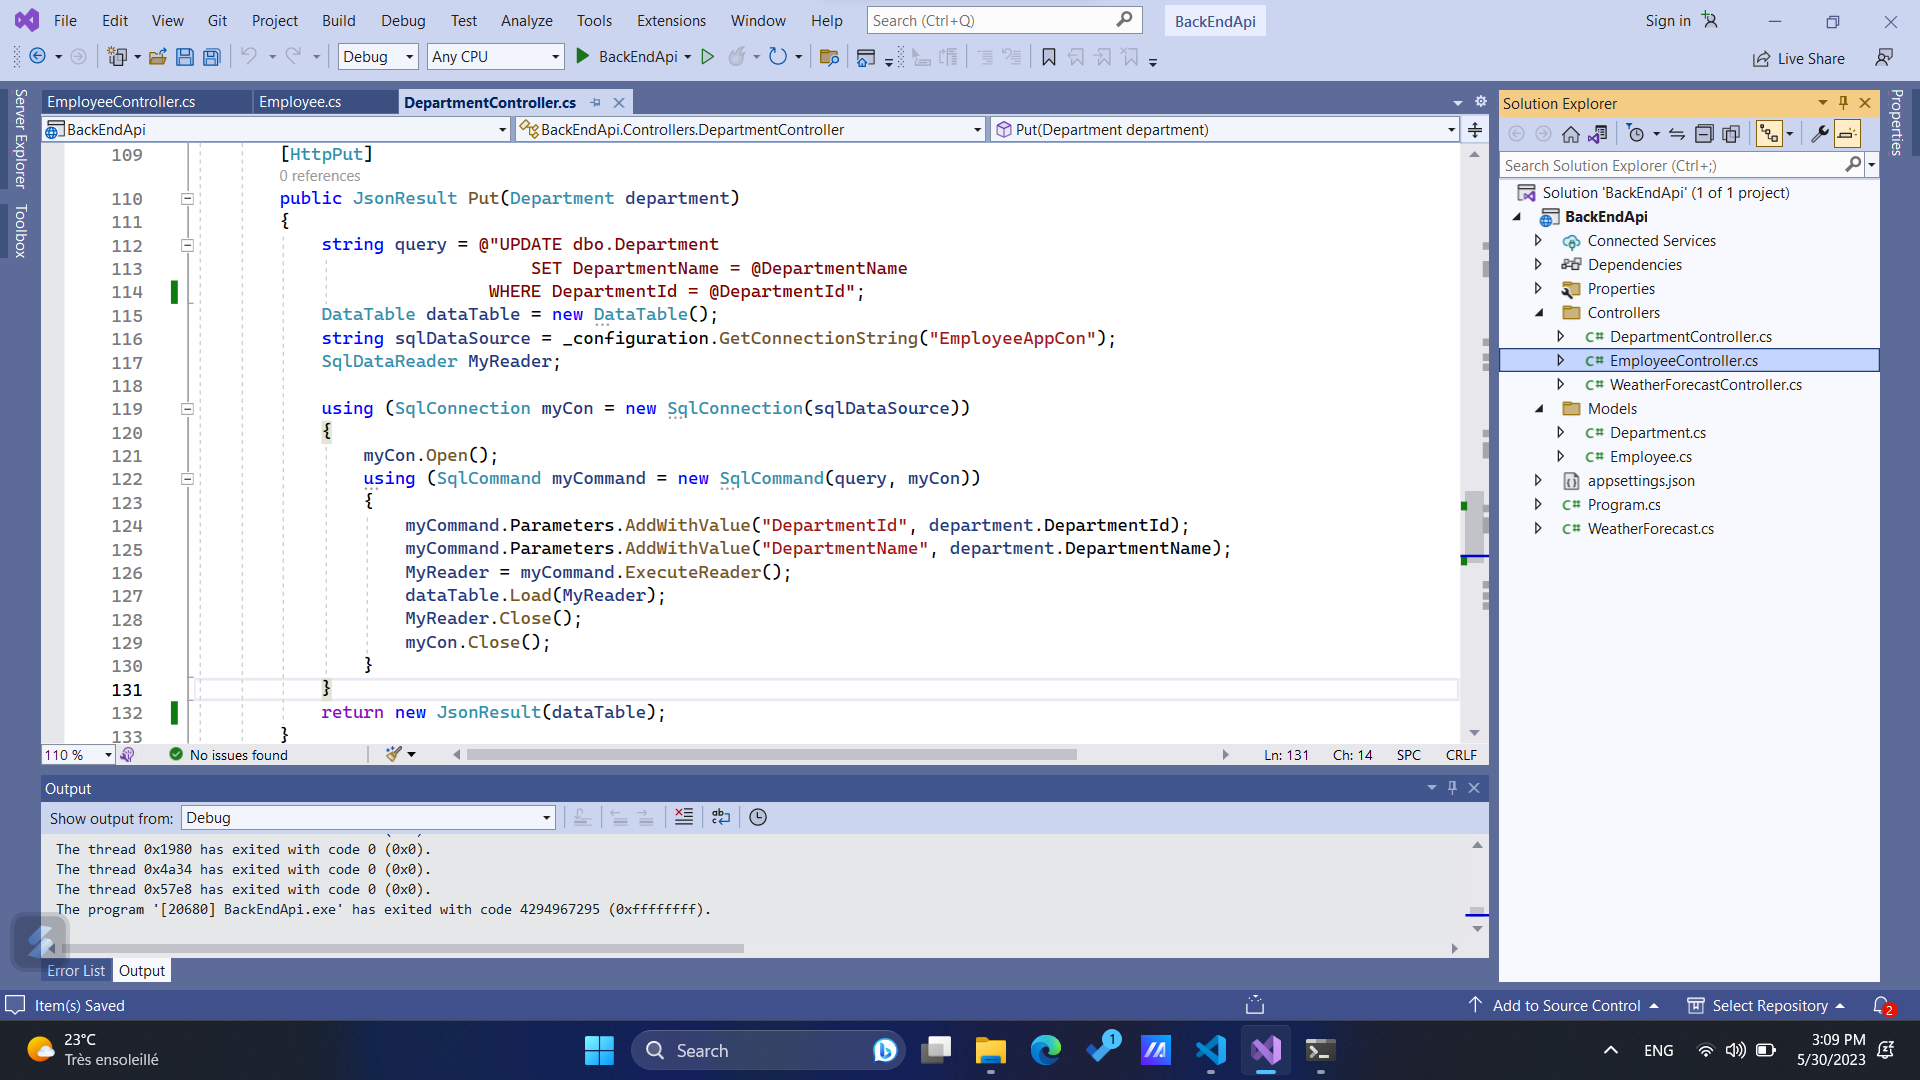 File Edit View Git Project Build Debug Test Analyze Tools Extensions Window Help Search (Ctrl+Q) BackEndApi Sign in
Debug Any CPU BackEndApi Live Share
Server Explorer
Toolbox
EmployeeController.cs Employee.cs DepartmentController.cs
BackEndApi BackEndApi.Controllers.DepartmentController Put(Department department)
109 [HttpPut]
0 references
110 public JsonResult Put(Department department)
111 {
112 string query = @"UPDATE dbo.Department
113 SET DepartmentName = @DepartmentName
114 WHERE DepartmentId = @DepartmentId";
115 DataTable dataTable = new DataTable();
116 string sqlDataSource = _configuration.GetConnectionString("EmployeeAppCon");
117 SqlDataReader MyReader;
118
119 using (SqlConnection myCon = new SqlConnection(sqlDataSource))
120 {
121 myCon.Open();
122 using (SqlCommand myCommand = new SqlCommand(query, myCon))
123 {
124 myCommand.Parameters.AddWithValue("DepartmentId", department.DepartmentId);
125 myCommand.Parameters.AddWithValue("DepartmentName", department.DepartmentName);
126 MyReader = myCommand.ExecuteReader();
127 dataTable.Load(MyReader);
128 MyReader.Close();
129 myCon.Close();
130 }
131 }
132 return new JsonResult(dataTable);
133 }
110 % No issues found Ln: 131 Ch: 14 SPC CRLF
Output
Show output from: Debug
The thread 0x1980 has exited with code 0 (0x0).
The thread 0x4a34 has exited with code 0 (0x0).
The thread 0x57e8 has exited with code 0 (0x0).
The program '[20680] BackEndApi.exe' has exited with code 4294967295 (0xffffffff).
Error List Output
Solution Explorer
Search Solution Explorer (Ctrl+;)
Solution 'BackEndApi' (1 of 1 project)
BackEndApi
Connected Services
Dependencies
Properties
Controllers
C# DepartmentController.cs
C# EmployeeController.cs
C# WeatherForecastController.cs
Models
C# Department.cs
C# Employee.cs
appsettings.json
C# Program.cs
C# WeatherForecast.cs
Properties
Item(s) Saved Add to Source Control Select Repository 2
23°C
Très ensoleillé
Search 1 ENG
3:09 PM
5/30/2023